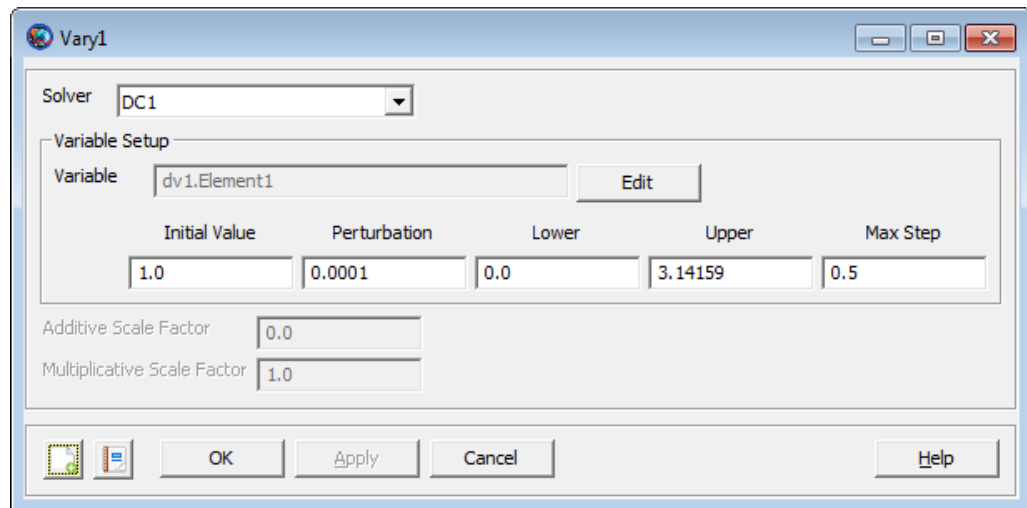 Vary1
Solver DC1
Variable Setup
Variable dv1.Element1 Edit
Initial Value Perturbation Lower Upper Max Step
1.0 0.0001 0.0 3.14159 0.5
Additive Scale Factor 0.0
Multiplicative Scale Factor 1.0
OK Apply Cancel Help